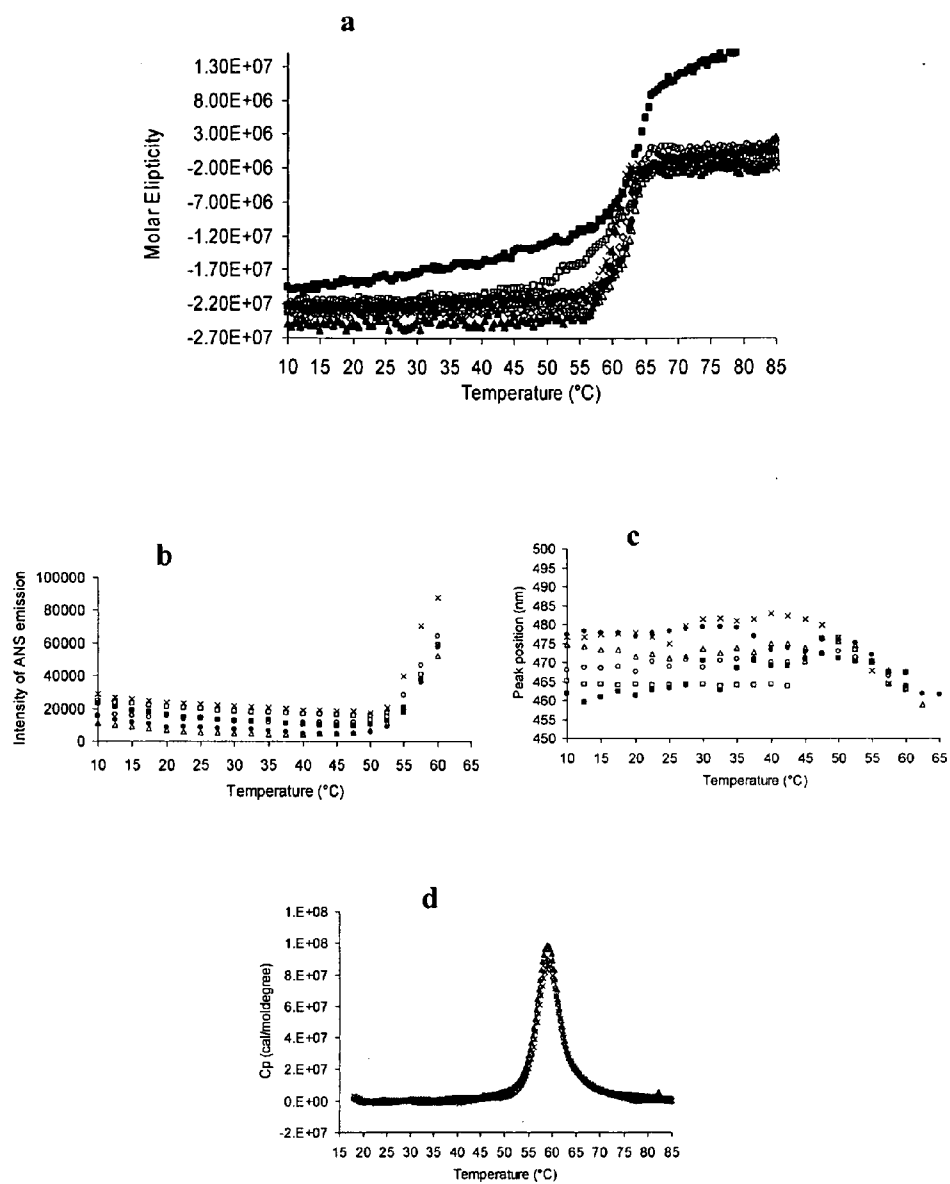 a
1.30E+07
8.00E+06
3.00E+06
-2.00E+06
-7.00E+06
-1.20E+07
-1.70E+07
-2.20E+07
-2.70E+07
Molar Elipticity
10 15 20 25 30 35 40 45 50 55 60 65 70 75 80 85
Temperature (°C)
b
100000
80000
60000
40000
20000
0
Intensity of ANS emission
10 15 20 25 30 35 40 45 50 55 60 65
Temperature (°C)
c
500
495
490
485
480
475
470
465
460
455
450
Peak position (nm)
10 15 20 25 30 35 40 45 50 55 60 65
Temperature (°C)
d
1.E+08
1.E+08
8.E+07
6.E+07
4.E+07
2.E+07
0.E+00
-2.E+07
Cp (cal/moldegree)
15 20 25 30 35 40 45 50 55 60 65 70 75 80 85
Temperature (°C)